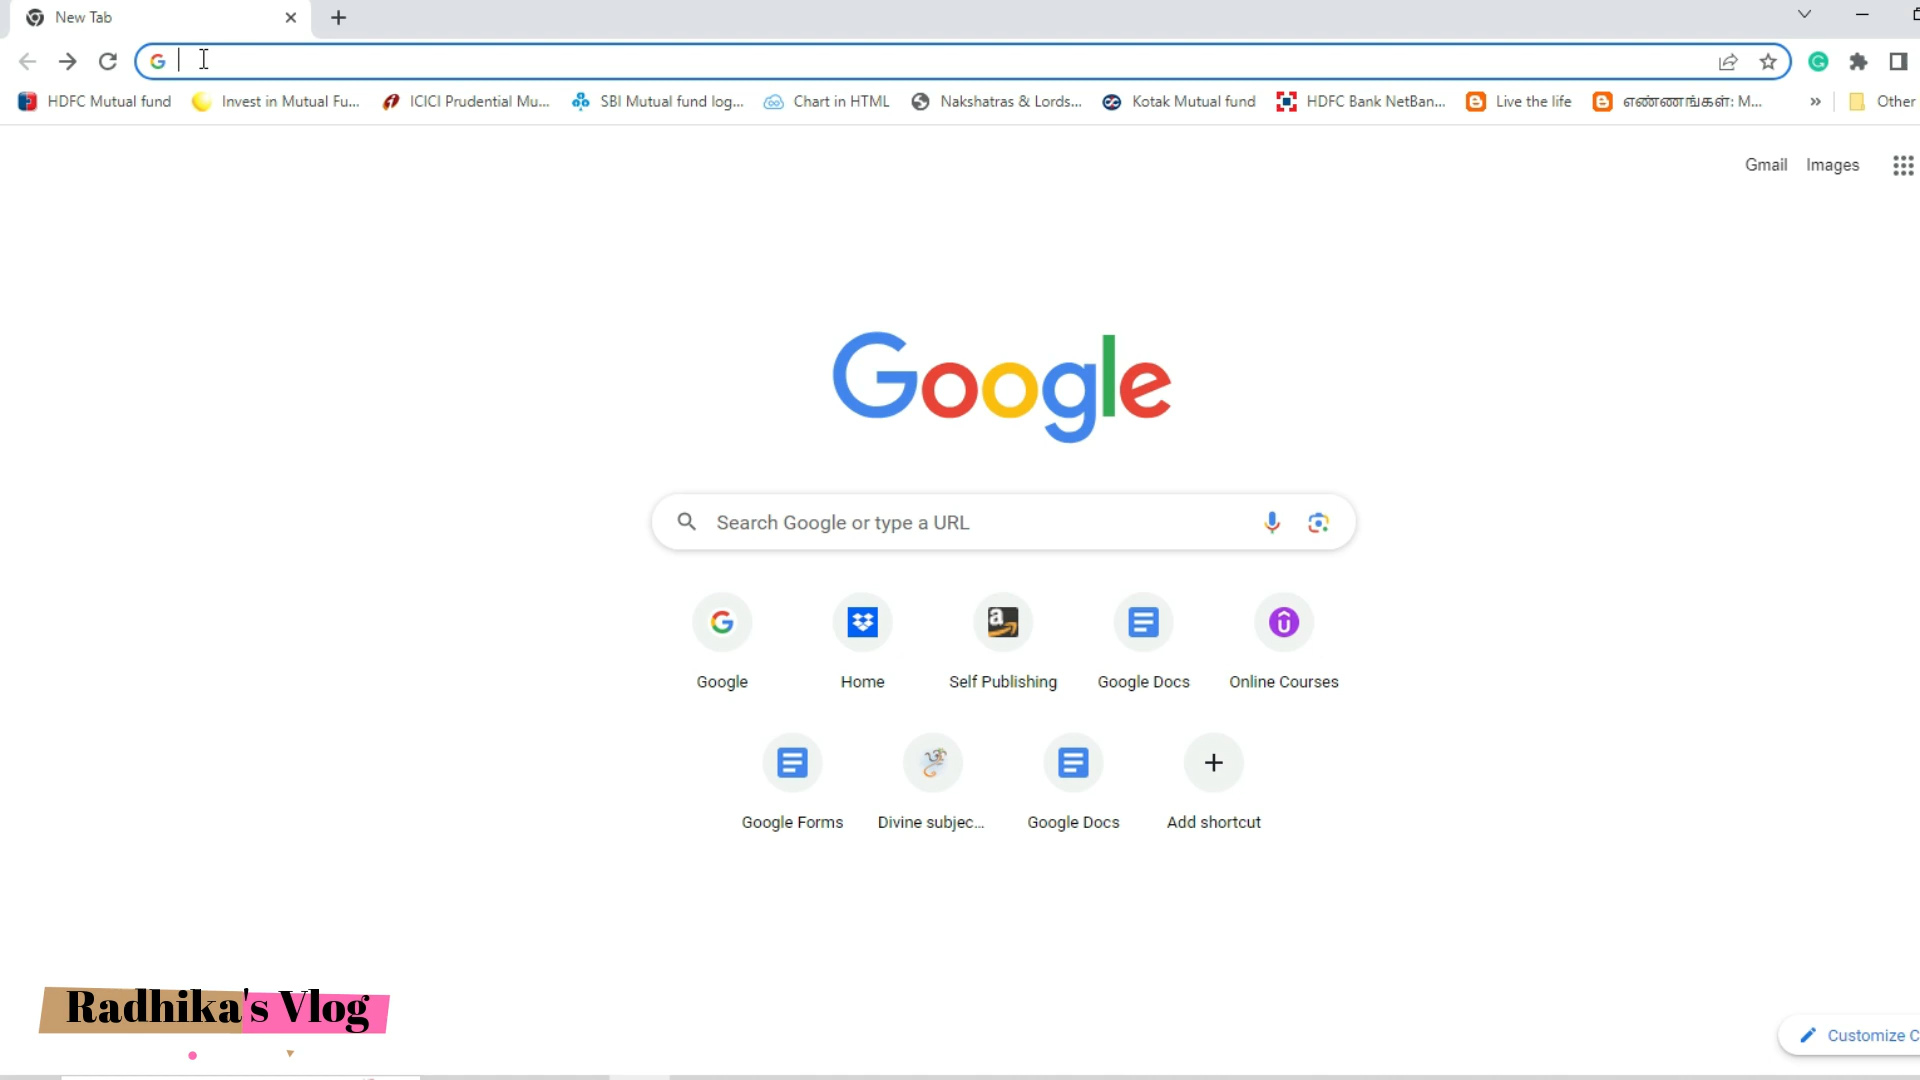 New Tab
HDFC Mutual fund Invest in Mutual Fu... ICICI Prudential Mu... SBI Mutual fund log... Chart in HTML Nakshatras & Lords... Kotak Mutual fund HDFC Bank NetBan... Live the life எண்ணங்கள்: M... » Other
Gmail Images
Google
Search Google or type a URL
Google Home Self Publishing Google Docs Online Courses
Google Forms Divine subjec... Google Docs Add shortcut
Radhika's Vlog
Customize C